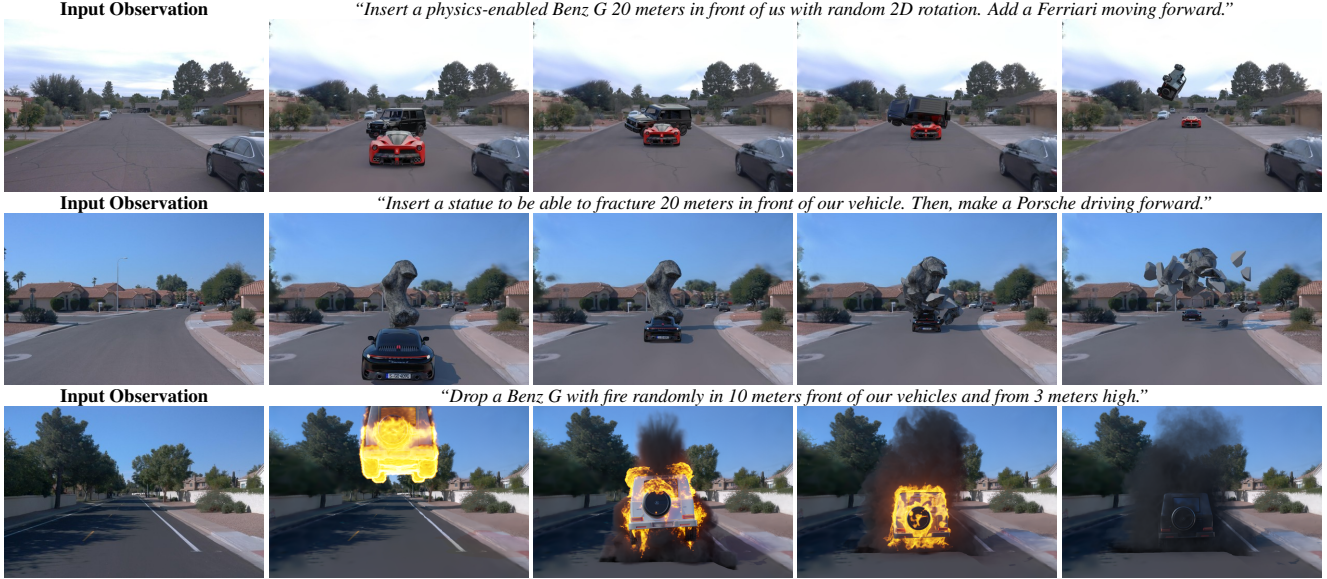 Input Observation
“Insert a physics-enabled Benz G 20 meters in front of us with random 2D rotation. Add a Ferriari moving forward.”
Input Observation
“Insert a statue to be able to fracture 20 meters in front of our vehicle. Then, make a Porsche driving forward.”
Input Observation
“Drop a Benz G with fire randomly in 10 meters front of our vehicles and from 3 meters high.”